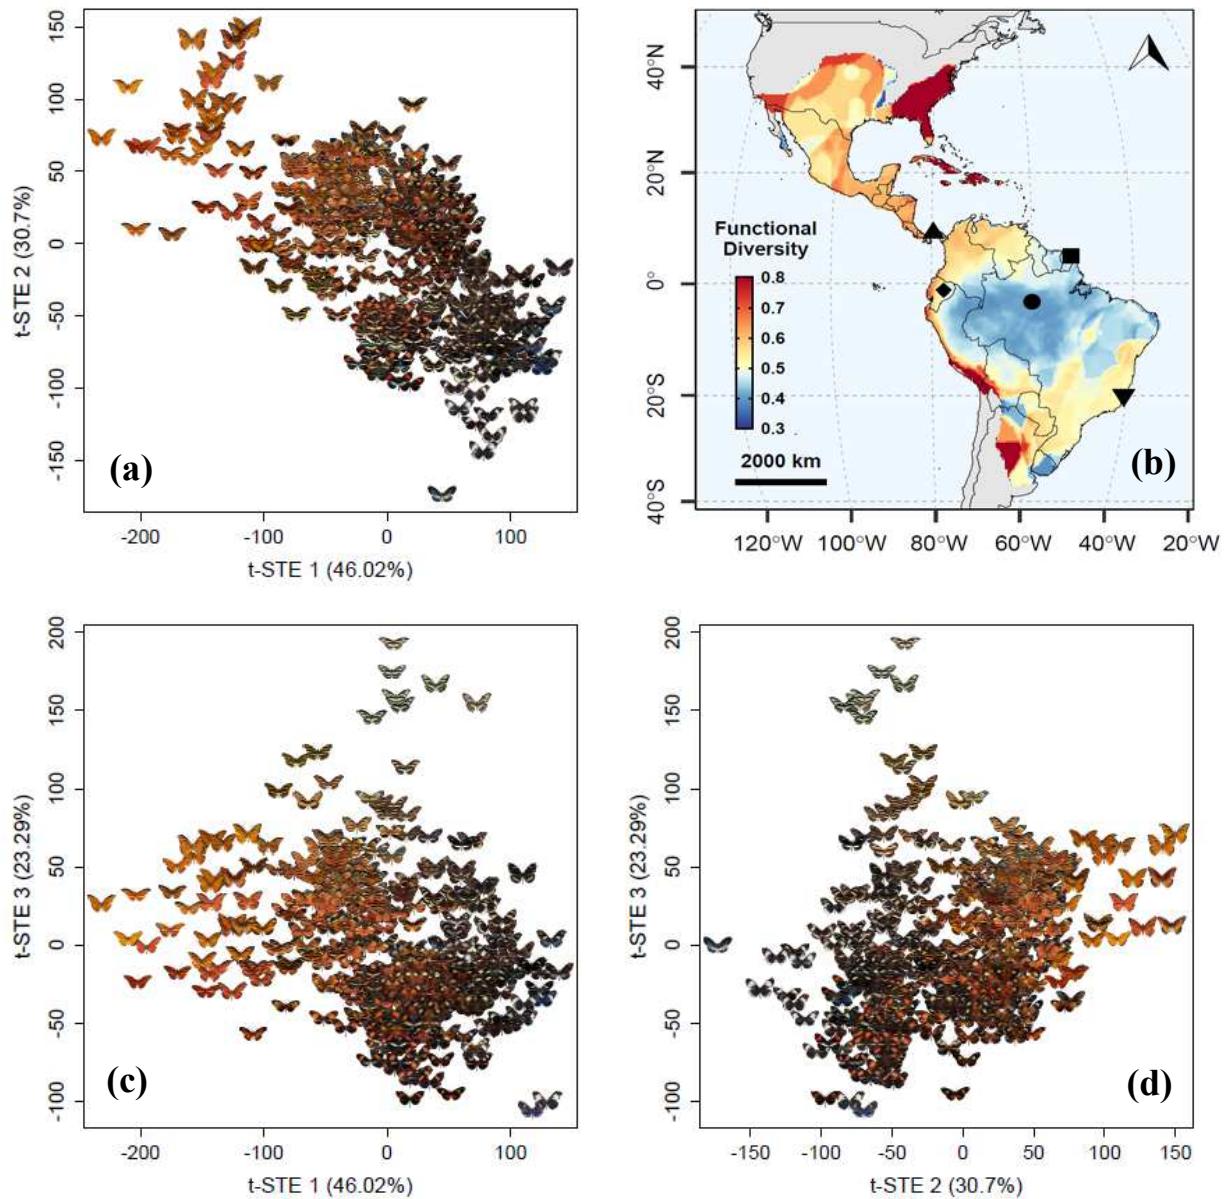 150
100
50
0
-50
-100
-150
t-STE 2 (30.7%)
(a)
-200
-100
0
100
t-STE 1 (46.02%)
40°N
20°N
0°
20°S
40°S
Functional
Diversity
0.8
0.7
0.6
0.5
0.4
0.3
2000 km
(b)
120°W
100°W
80°W
60°W
40°W
20°W
200
150
100
50
0
-50
-100
t-STE 3 (23.29%)
(c)
-200
-100
0
100
t-STE 1 (46.02%)
200
150
100
50
0
-50
-100
t-STE 3 (23.29%)
(d)
-150
-100
-50
0
50
100
150
t-STE 2 (30.7%)